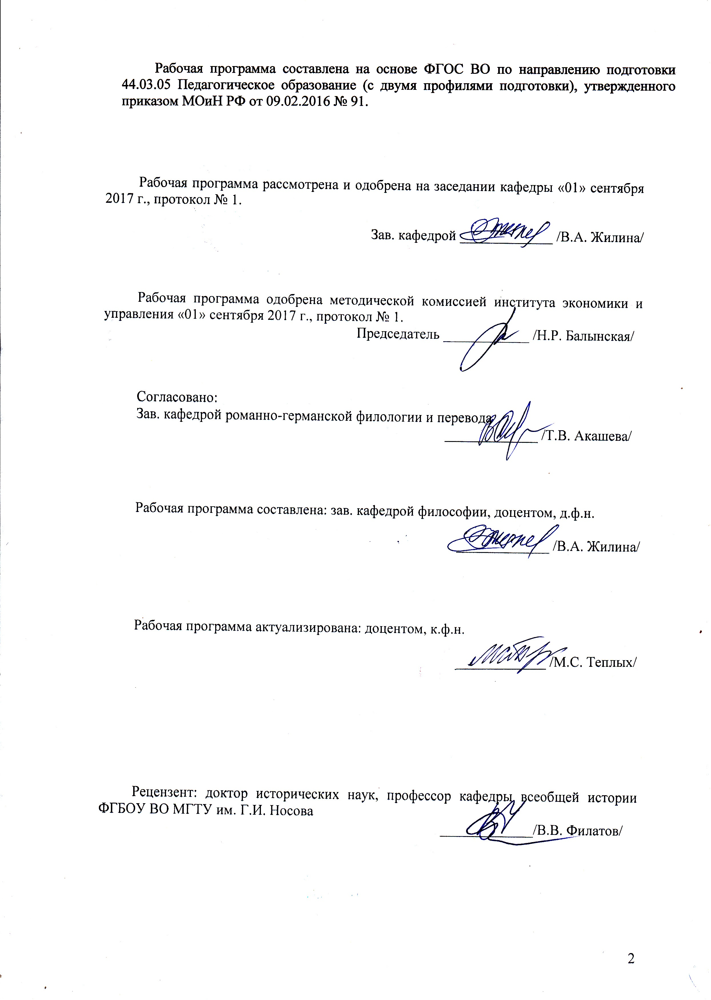 Рабочая программа составлена на основе ФГОС ВО по направлению подготовки
44.03.05 Педагогическое образование (с двумя профилями подготовки), утвержденного
приказом МОиН РФ от 09.02.2016 № 91.
Рабочая программа рассмотрена и одобрена на заседании кафедры «01» сентября
2017 г., протокол № 1.
Зав. кафедрой /В.А. Жилина/
Рабочая программа одобрена методической комиссией института экономики и
управления «01» сентября 2017 г., протокол № 1.
Председатель /Н.Р. Балынская/
Согласовано:
Зав. кафедрой романно-германской филологии и перевода
/Т.В. Акашева/
Рабочая программа составлена: зав. кафедрой философии, доцентом, д.ф.н.
/В.А. Жилина/
Рабочая программа актуализирована: доцентом, к.ф.н.
/М.С. Теплых/
Рецензент: доктор исторических наук, профессор кафедры всеобщей истории
ФГБОУ ВО МГТУ им. Г.И. Носова
/В.В. Филатов/
2